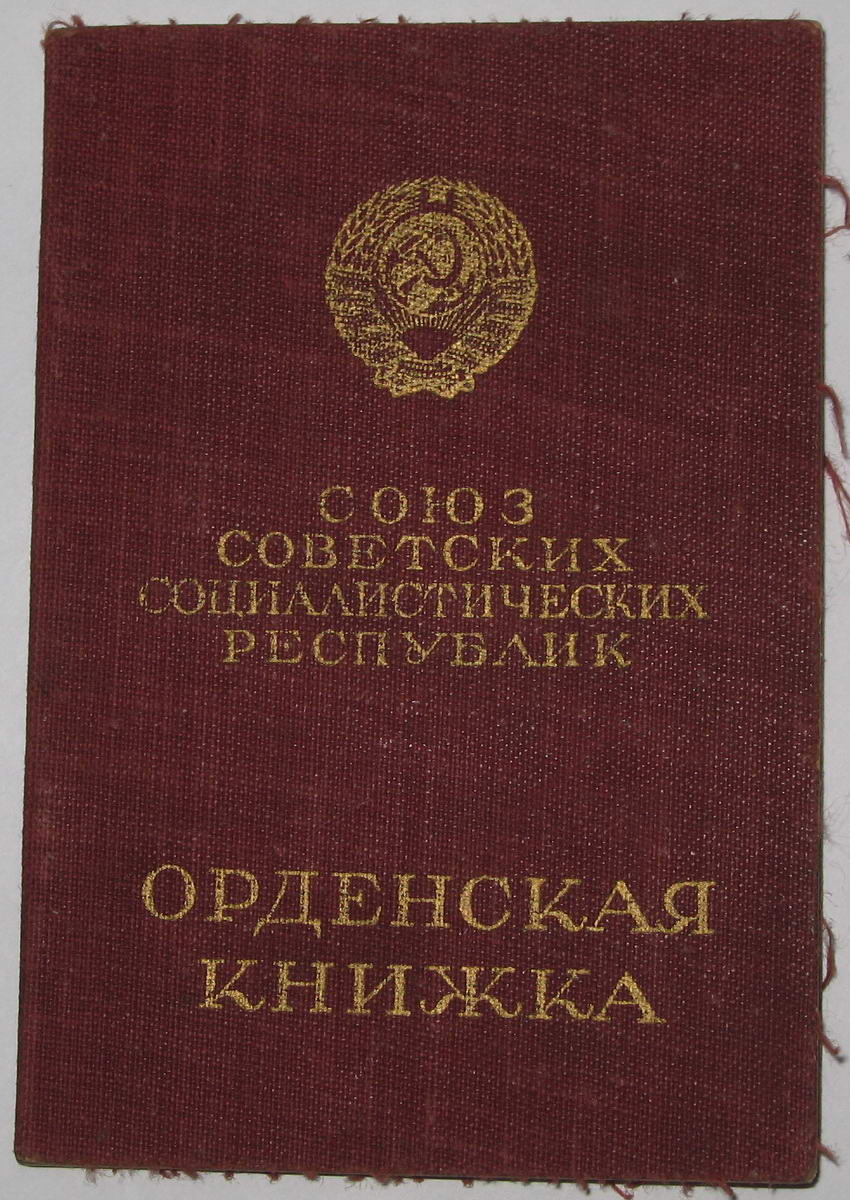 СОЮЗ
СОВЕТСКИХ
СОЦИАЛИСТИЧЕСКИХ
РЕСПУБЛИК
ОРДЕНСКАЯ
КНИЖКА